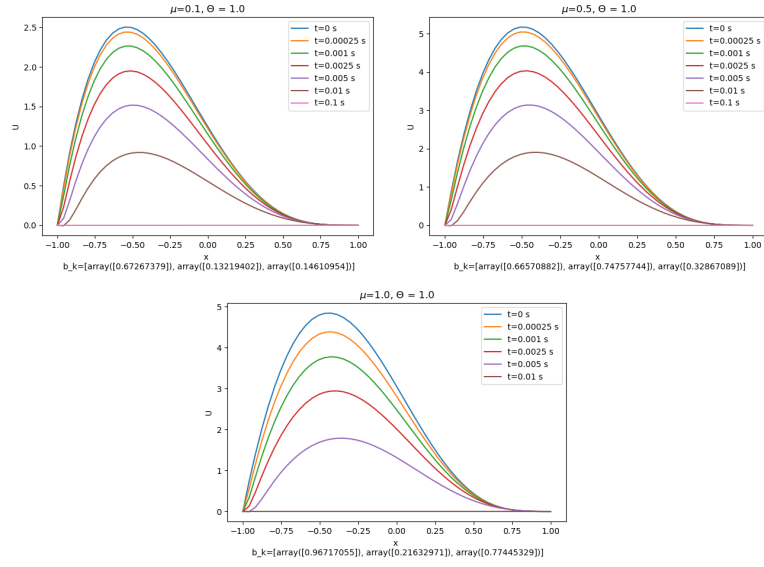 μ=0.1, Θ = 1.0
U
2.5
2.0
1.5
1.0
0.5
0.0
t=0 s
t=0.00025 s
t=0.001 s
t=0.0025 s
t=0.005 s
t=0.01 s
t=0.1 s
−1.00 −0.75 −0.50 −0.25 0.00 0.25 0.50 0.75 1.00
x
b_k=[array([0.67267379]), array([0.13219402]), array([0.14610954])]
μ=0.5, Θ = 1.0
U
5
4
3
2
1
0
t=0 s
t=0.00025 s
t=0.001 s
t=0.0025 s
t=0.005 s
t=0.01 s
t=0.1 s
−1.00 −0.75 −0.50 −0.25 0.00 0.25 0.50 0.75 1.00
x
b_k=[array([0.66570882]), array([0.74757744]), array([0.32867089])]
μ=1.0, Θ = 1.0
U
5
4
3
2
1
0
t=0 s
t=0.00025 s
t=0.001 s
t=0.0025 s
t=0.005 s
t=0.01 s
−1.00 −0.75 −0.50 −0.25 0.00 0.25 0.50 0.75 1.00
x
b_k=[array([0.96717055]), array([0.21632971]), array([0.77445329])]